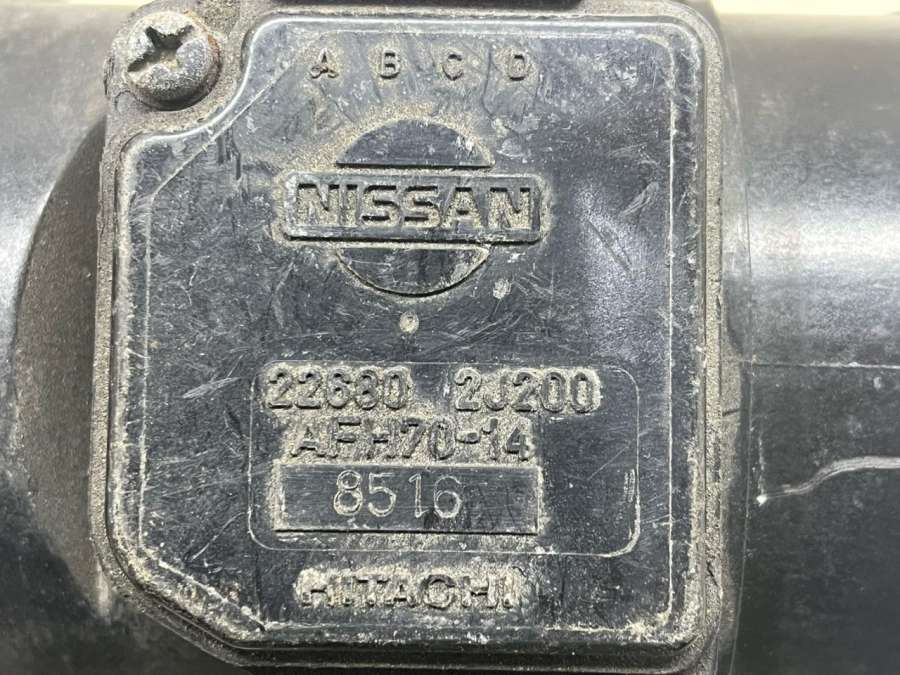 A B C D
NISSAN
22680 2J200
AFH70-14
8516
HITACHI